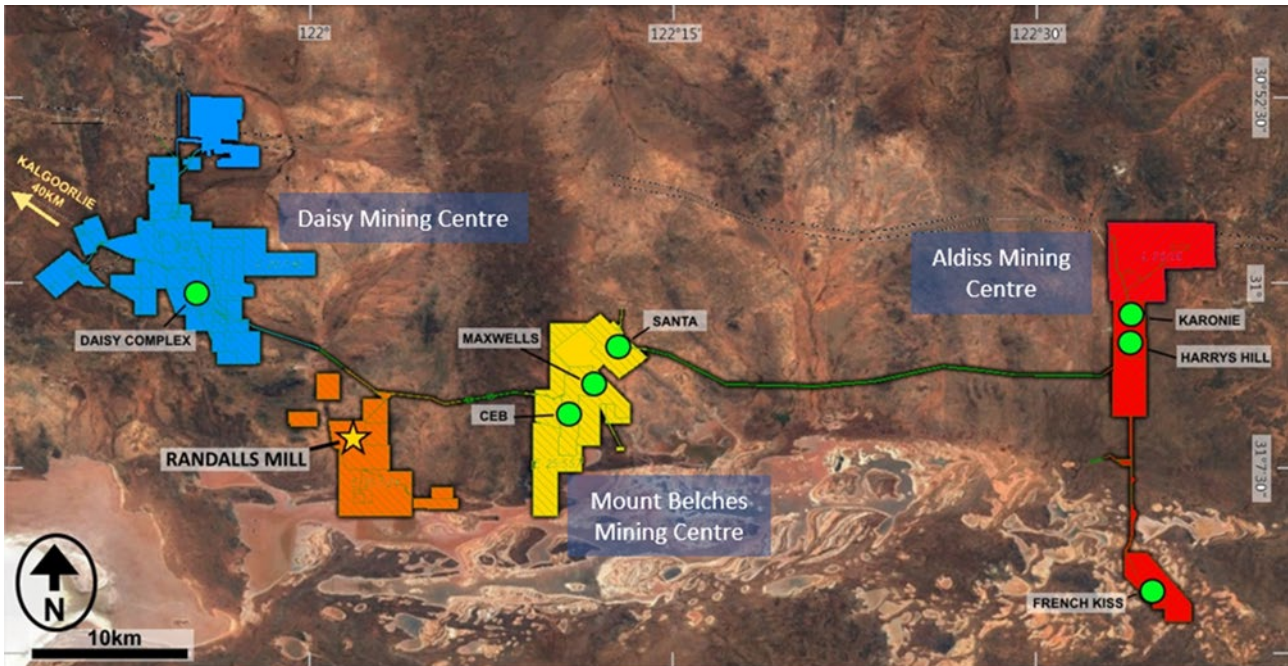 122°
122°15'
122°30'
30°52'30"
KALGOORLIE
40KM
Daisy Mining Centre
Aldiss Mining
Centre
31°
DAISY COMPLEX
MAXWELLS
SANTA
KARONIE
HARRYS HILL
CEB
RANDALLS MILL
31°7'30"
Mount Belches
Mining Centre
N
10km
FRENCH KISS